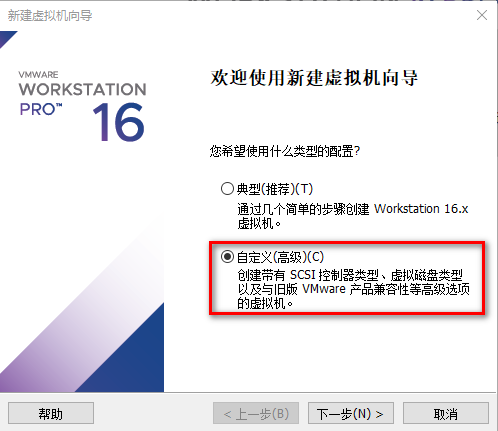 新建虚拟机向导
VMWARE
WORKSTATION
PRO™ 16
欢迎使用新建虚拟机向导
您希望使用什么类型的配置?
典型(推荐)(T)
通过几个简单的步骤创建 Workstation 16.x
虚拟机。
自定义(高级)(C)
创建带有 SCSI 控制器类型、虚拟磁盘类型
以及与旧版 VMware 产品兼容性等高级选项
的虚拟机。
帮助
< 上一步(B)
下一步(N) >
取消